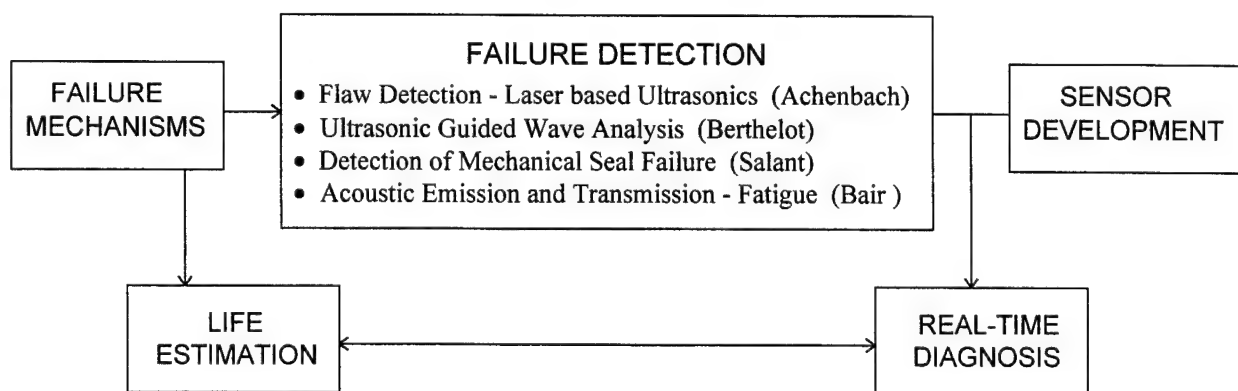 FAILURE DETECTION
• Flaw Detection - Laser based Ultrasonics (Achenbach)
• Ultrasonic Guided Wave Analysis (Berthelot)
• Detection of Mechanical Seal Failure (Salant)
• Acoustic Emission and Transmission - Fatigue (Bair )
FAILURE
MECHANISMS
SENSOR
DEVELOPMENT
LIFE
ESTIMATION
REAL-TIME
DIAGNOSIS